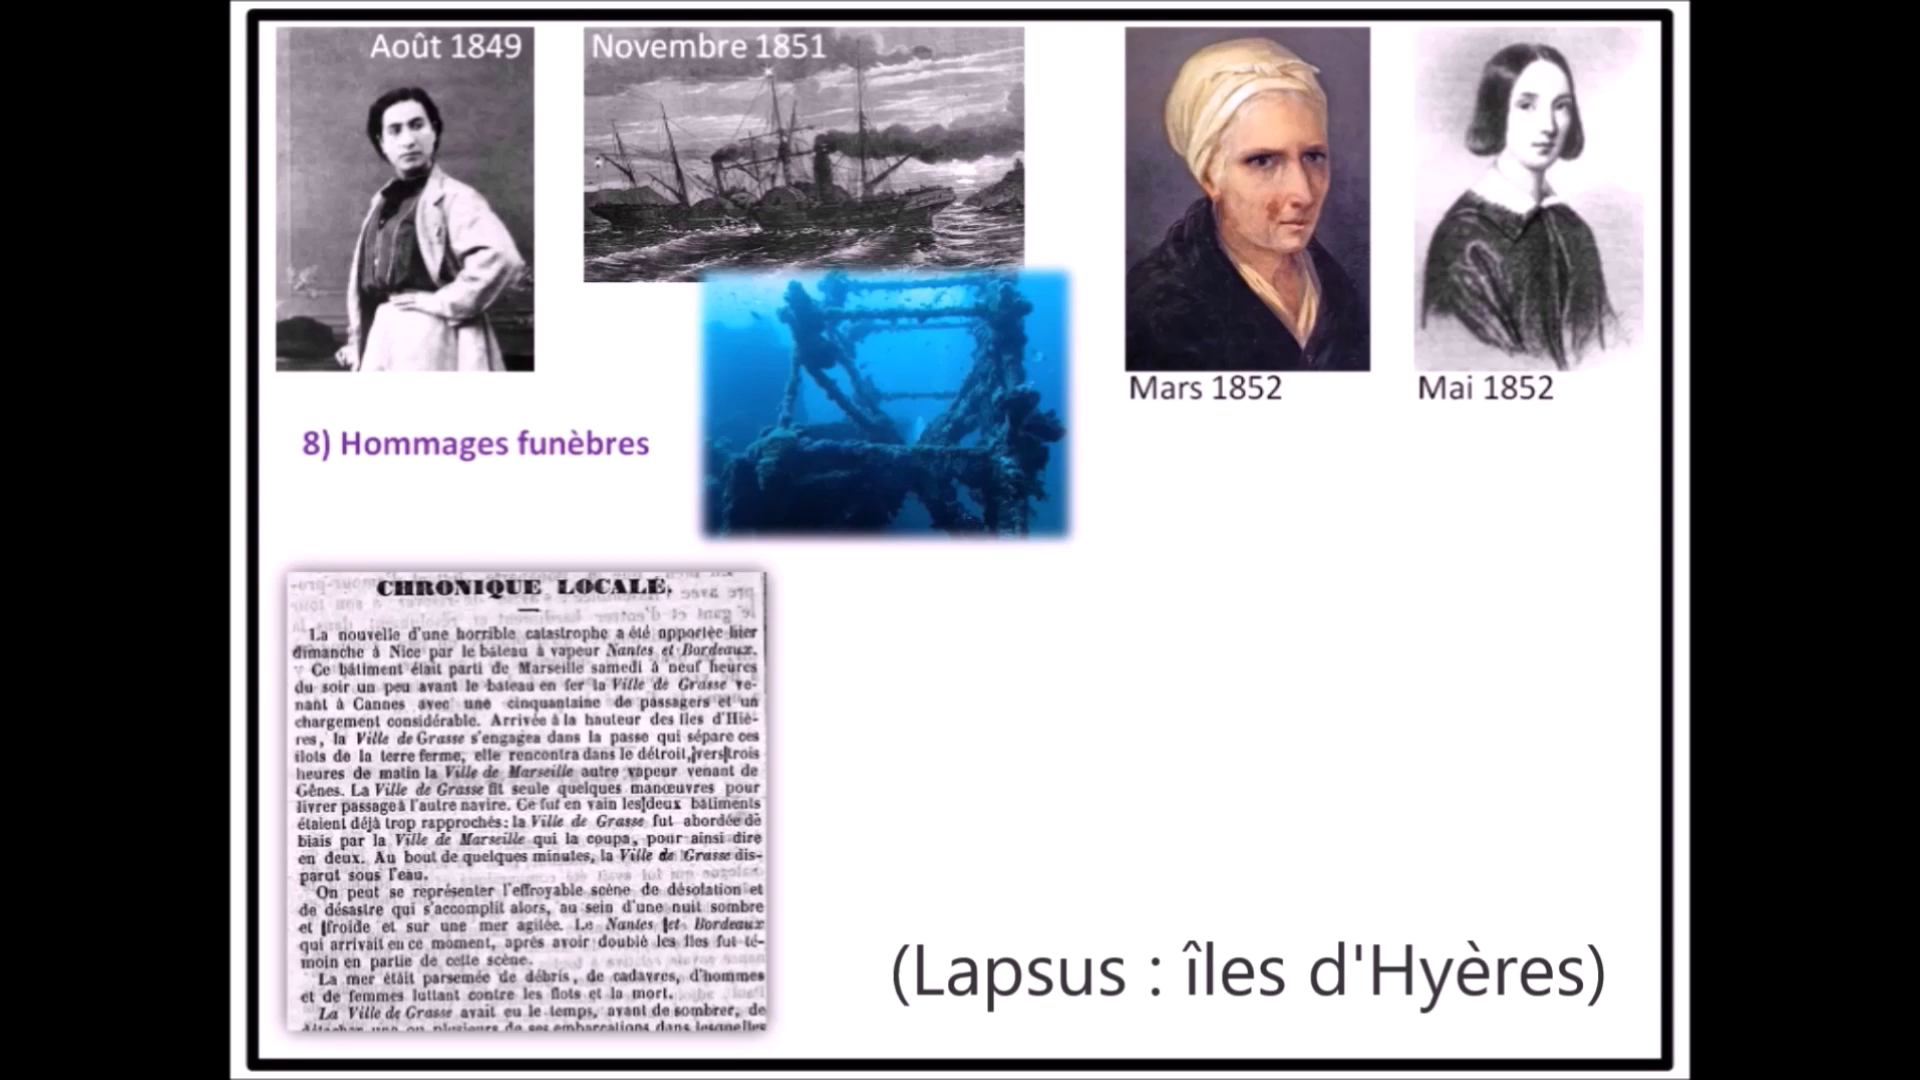 Août 1849
Novembre 1851
Mars 1852
Mai 1852
8) Hommages funèbres
CHRONIQUE LOCALE.
La nouvelle d'une horrible catastrophe a été apportée hier
dimanche à Nice par le bateau à vapeur Nantes et Bordeaux.
Ce bâtiment était parti de Marseille samedi à neuf heures
du soir un peu avant le bateau en fer la Ville de Grasse ve-
nant à Cannes avec une cinquantaine de passagers et un
chargement considérable. Arrivée à la hauteur des îles d'Hiè-
res, la Ville de Grasse s'engagea dans la passe qui sépare ces
îlots de la terre ferme, elle rencontra dans le détroit, vers trois
heures de matin la Ville de Marseille autre vapeur venant de
Gênes. La Ville de Grasse fit seule quelques manœuvres pour
livrer passage à l'autre navire. Ce fut en vain les deux bâtiments
étaient déjà trop rapprochés: la Ville de Grasse fut abordée de
biais par la Ville de Marseille qui la coupa, pour ainsi dire
en deux. Au bout de quelques minutes, la Ville de Grasse dis-
parut sous l'eau.
On peut se représenter l'effroyable scène de désolation et
de désastre qui s'accomplit alors, au sein d'une nuit sombre
et froide et sur une mer agitée. Le Nantes et Bordeaux
qui arrivait en ce moment, après avoir doublé les îles fut té-
moin en partie de cette scène.
La mer était parsemée de débris, de cadavres, d'hommes
et de femmes luttant contre les flots et la mort.
La Ville de Grasse avait eu le temps, avant de sombrer, de
détacher une ou plusieurs de ses embarcations dans lesquelles
(Lapsus : îles d'Hyères)